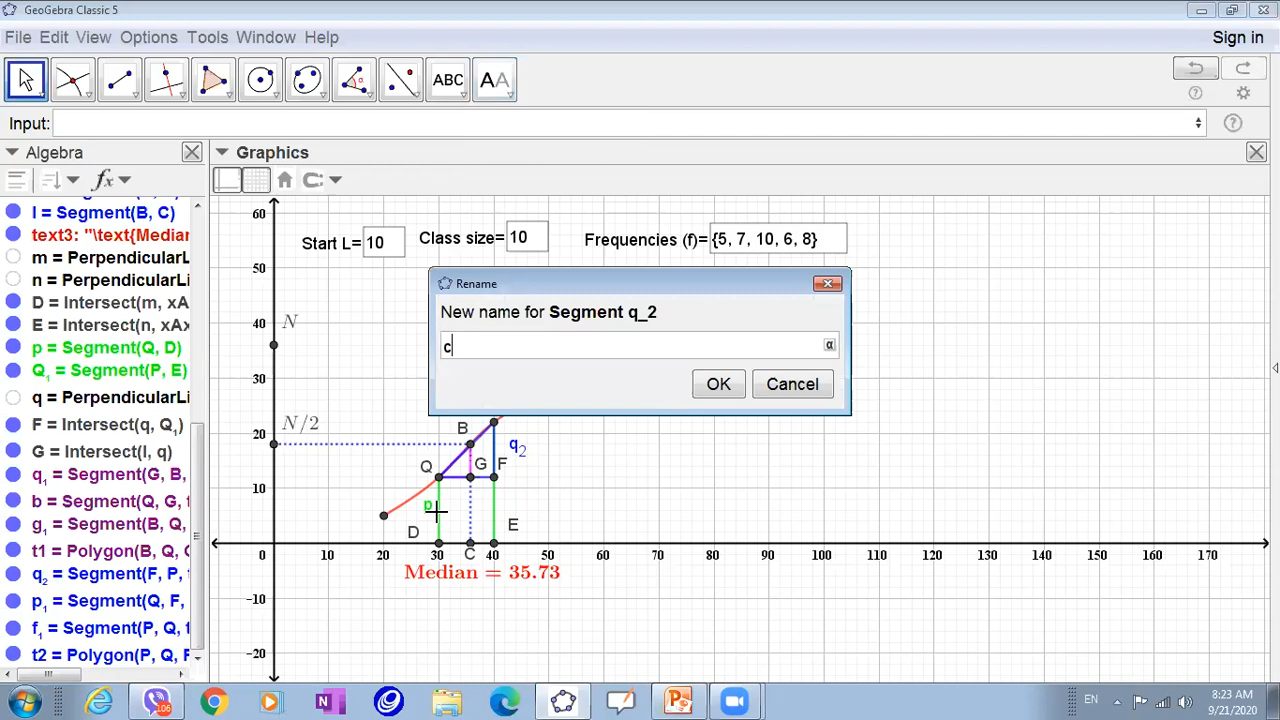 GeoGebra Classic 5
File Edit View Options Tools Window Help
Sign in
ABC
AA
Input:
Algebra
Graphics
l = Segment(B, C)
text3: "\text{Median
m = PerpendicularL
n = PerpendicularLi
D = Intersect(m, xA
E = Intersect(n, xAx
p = Segment(Q, D)
Q1 = Segment(P, E)
q = PerpendicularLi
F = Intersect(q, Q1)
G = Intersect(l, q)
q1 = Segment(G, B,
b = Segment(Q, G, t
g1 = Segment(B, Q,
t1 = Polygon(B, Q,
q2 = Segment(F, P, t
p1 = Segment(Q, F,
f1 = Segment(P, Q, t
t2 = Polygon(P, Q, F
Start L= 10
Class size= 10
Frequencies (f)= {5, 7, 10, 6, 8}
Rename
New name for Segment q_2
c
α
OK
Cancel
60
50
40
30
20
10
0
−10
−20
N
N/2
B
q2
Q
G
F
p
D
E
C
10 20 30 40 50 60 70 80 90 100 110 120 130 140 150 160 170
Median = 35.73
106
EN
8:23 AM
9/21/2020